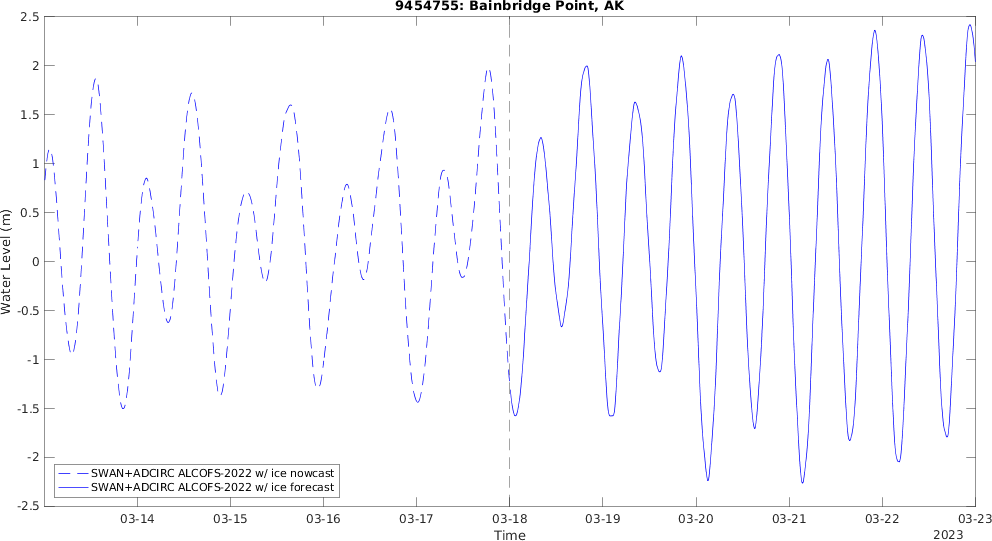 9454755: Bainbridge Point, AK
Water Level (m)
2.5
2
1.5
1
0.5
0
-0.5
-1
-1.5
-2
-2.5
SWAN+ADCIRC ALCOFS-2022 w/ ice nowcast
SWAN+ADCIRC ALCOFS-2022 w/ ice forecast
03-14 03-15 03-16 03-17 03-18 03-19 03-20 03-21 03-22 03-23
Time
2023